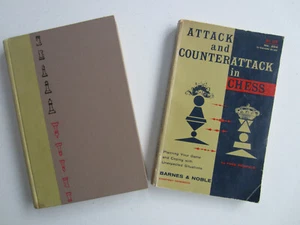 ATTACK
and
COUNTERATTACK
in
CHESS
Planning Your Game
and Coping with
Unexpected Situations
BARNES & NOBLE